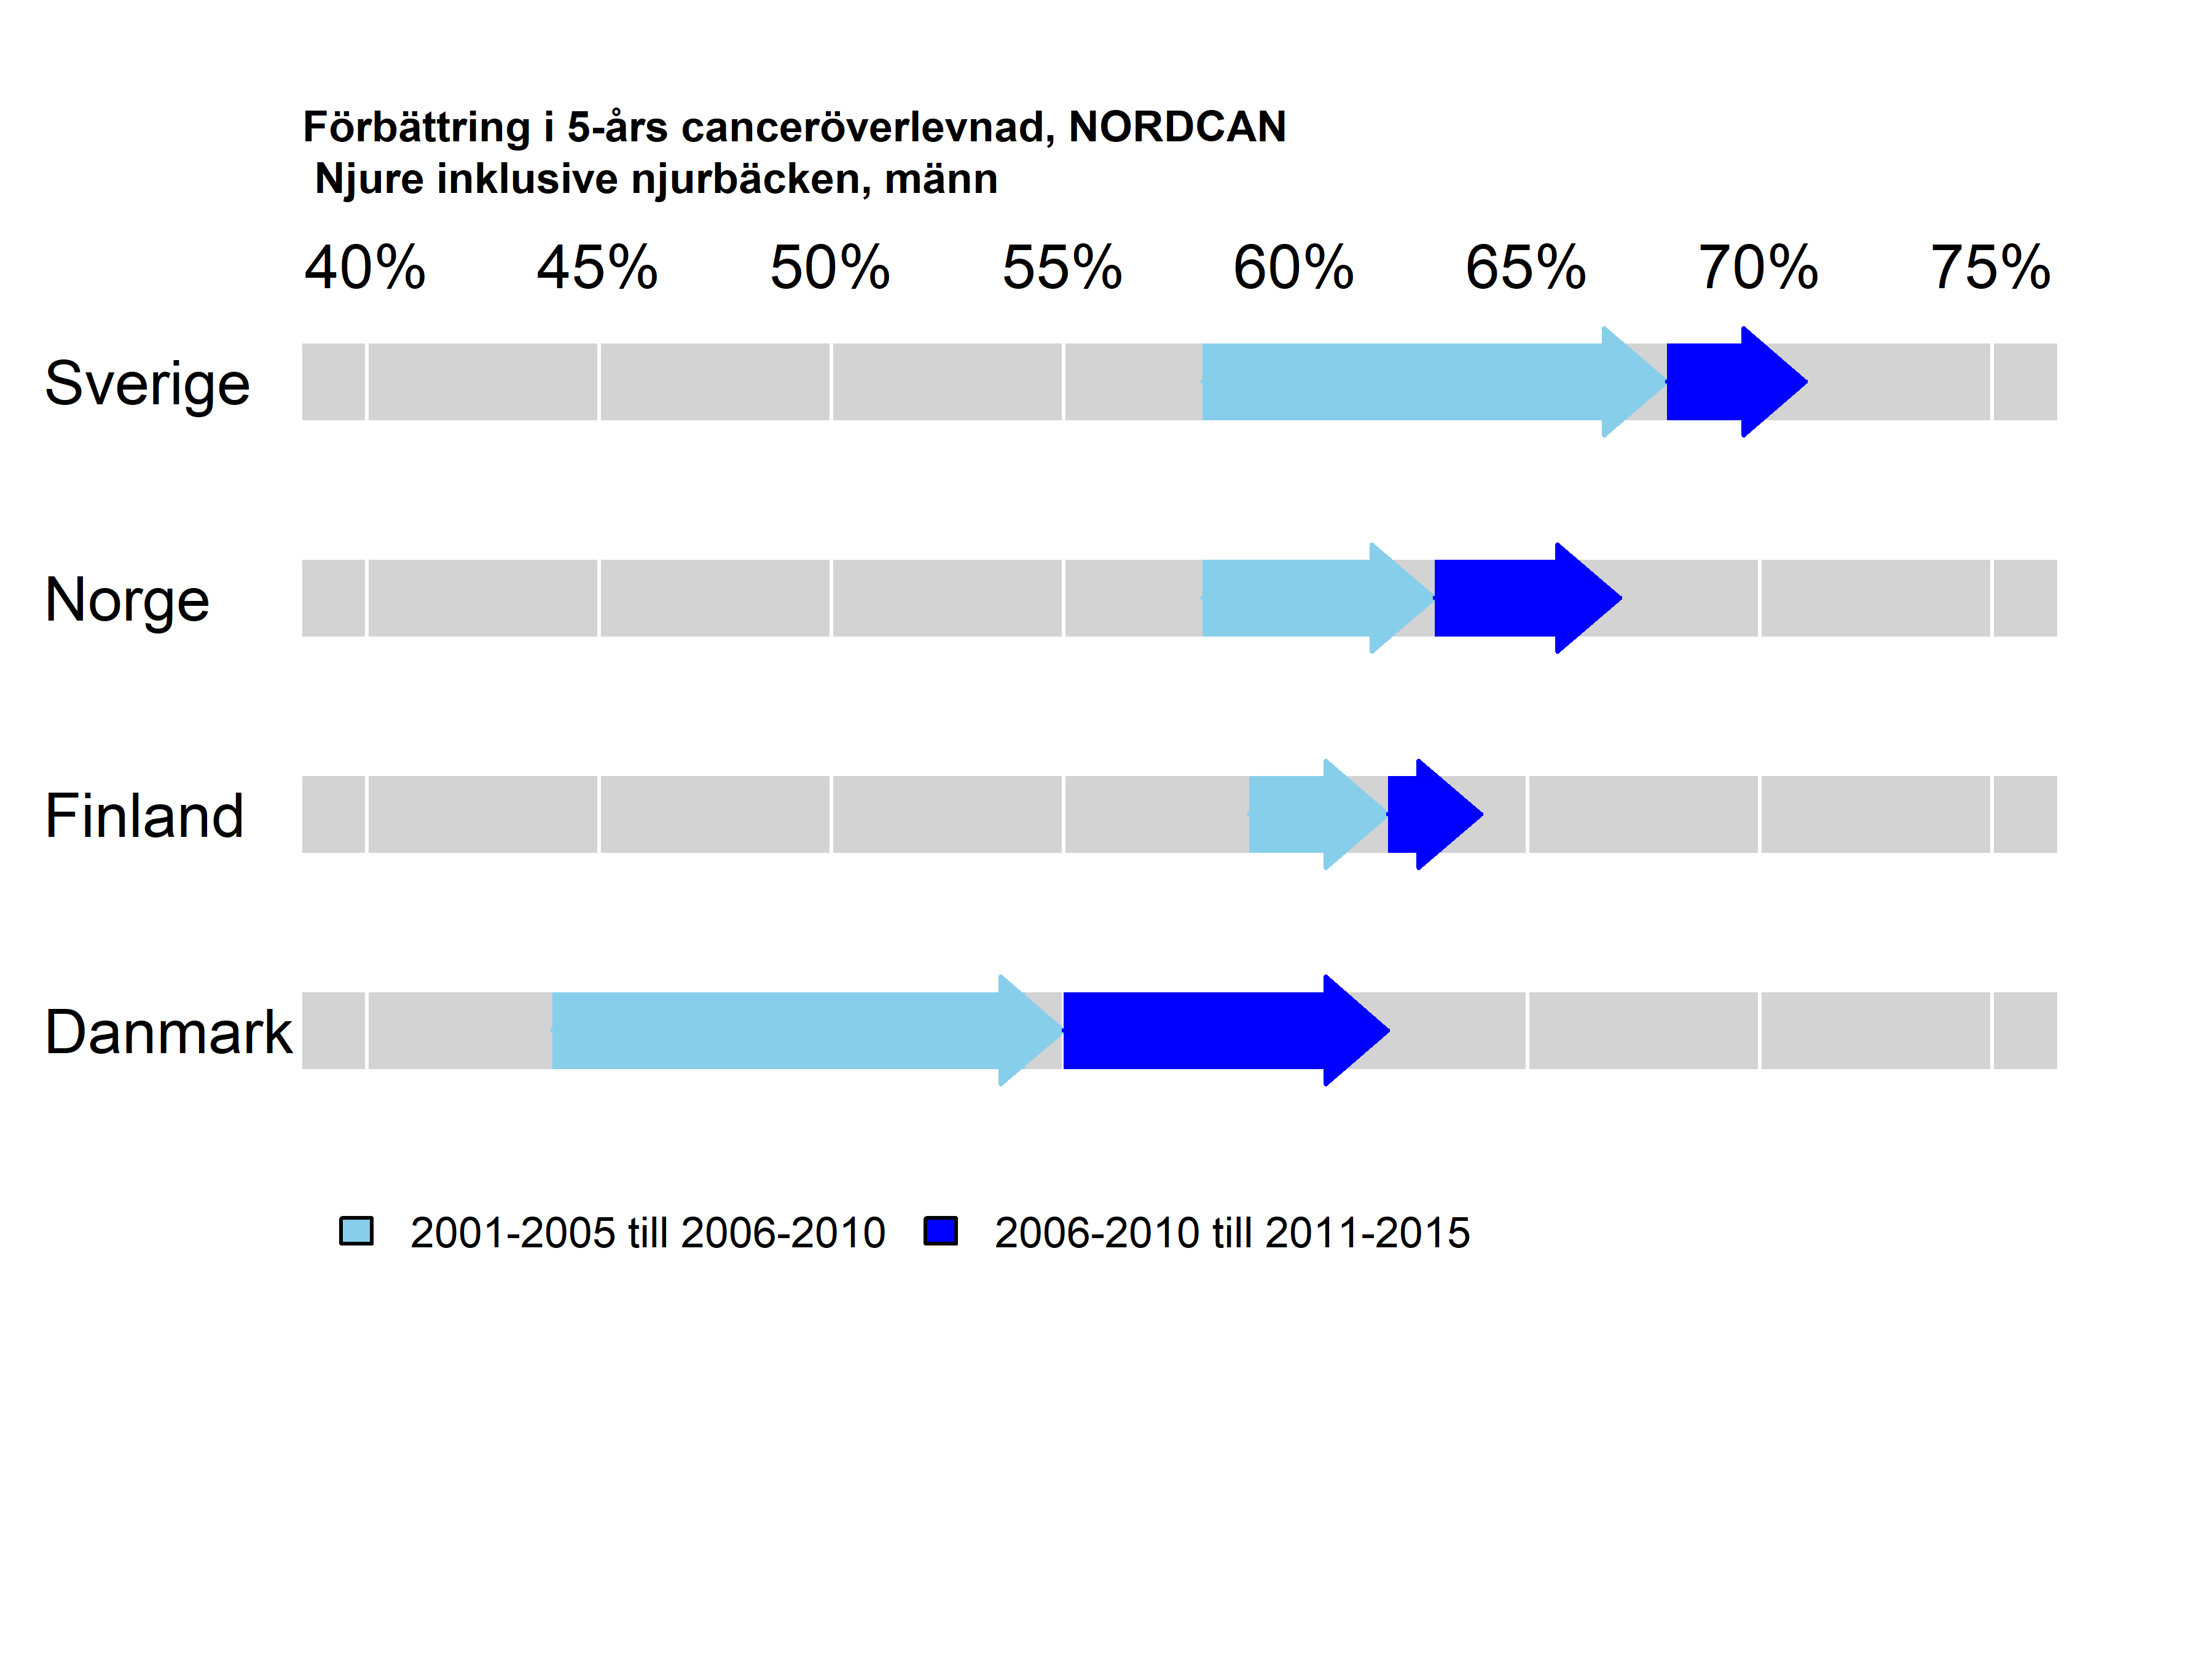 Förbättring i 5-års canceröverlevnad, NORDCAN
Njure inklusive njurbäcken, männ
40% 45% 50% 55% 60% 65% 70% 75%
Sverige
Norge
Finland
Danmark
2001-2005 till 2006-2010 2006-2010 till 2011-2015